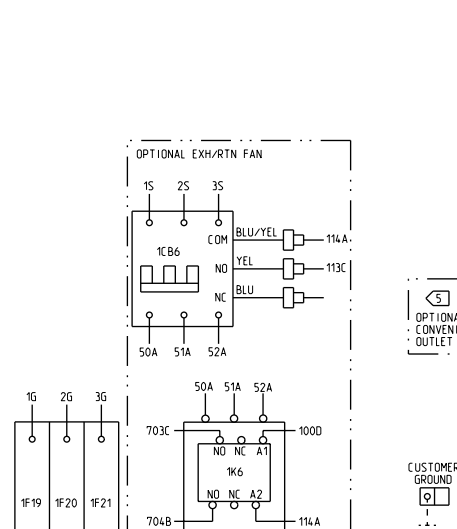 OPTIONAL EXH/RTN FAN
1S 2S 3S
COM BLU/YEL 114A
1CB6
NO YEL 113C
NC BLU
50A 51A 52A
5
CONVENI
OUTLET
50A 51A 52A
1G 2G 3G
703C 100D
NO NC A1
1K6
CUSTOMER
GROUND
1F19 1F20 1F21
NO NC A2
704B 114A